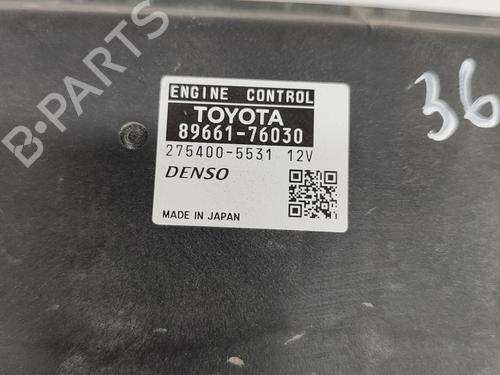 ENGINE CONTROL
TOYOTA
89661-76030
275400-5531 12V
DENSO
MADE IN JAPAN
36
B-PARTS